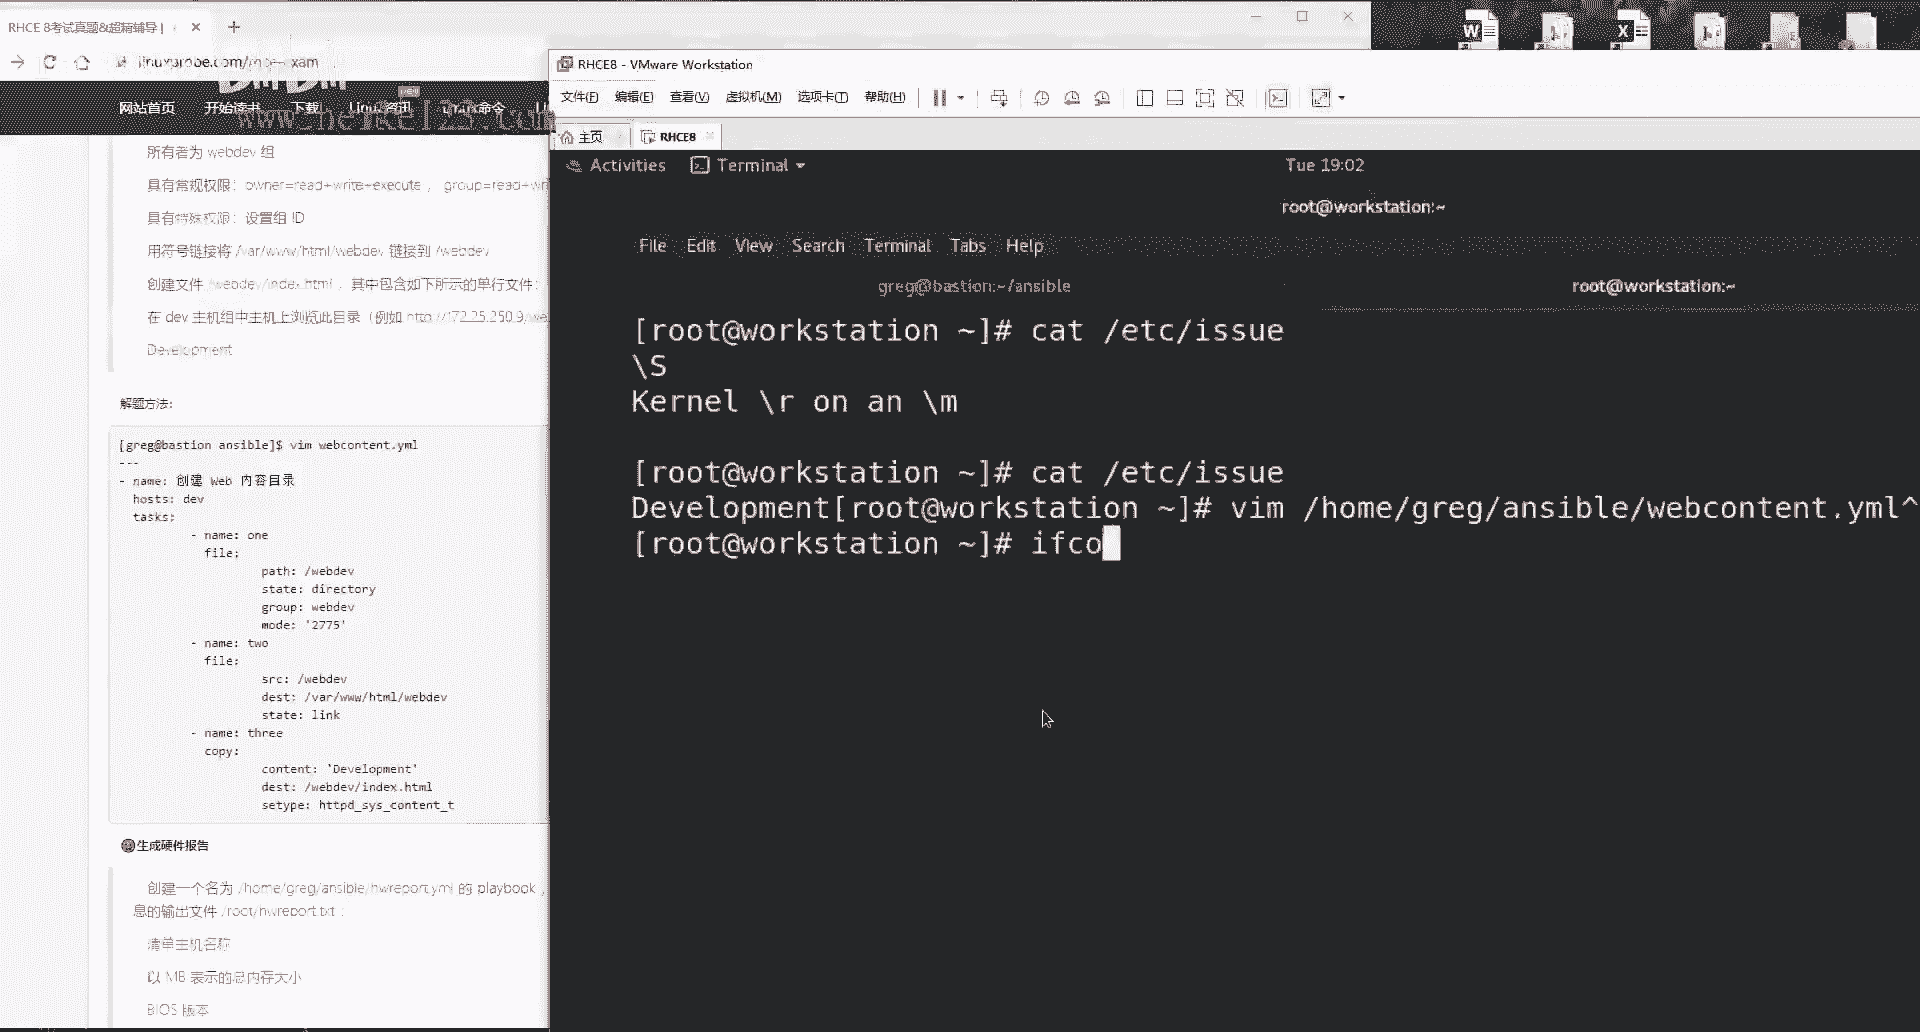 RHCE 8考试真题&超精辅导 |
linuxprobe.com/rhce-exam
网站首页 开始读书 下载 Linux资讯 Linux命令
www.heike123.com
所有者为 webdev 组
具有常规权限：owner=read+write+execute ， group=read+wri
具有特殊权限：设置组 ID
用符号链接将 /var/www/html/webdev 链接到 /webdev
创建文件 /webdev/index.html ，其中包含如下所示的单行文件：
在 dev 主机组中主机上浏览此目录（例如 http://172.25.250.9/we
Development
解题方法:
[greg@bastion ansible]$ vim webcontent.yml
---
- name: 创建 Web 内容目录
hosts: dev
tasks:
- name: one
file:
path: /webdev
state: directory
group: webdev
mode: '2775'
- name: two
file:
src: /webdev
dest: /var/www/html/webdev
state: link
- name: three
copy:
content: 'Development'
dest: /webdev/index.html
setype: httpd_sys_content_t
生成硬件报告
创建一个名为 /home/greg/ansible/hwreport.yml 的 playbook ，
息的输出文件 /root/hwreport.txt ：
清单主机名称
以 MB 表示的总内存大小
BIOS 版本
RHCE8 - VMware Workstation
文件(F) 编辑(E) 查看(V) 虚拟机(M) 选项卡(T) 帮助(H)
主页 RHCE8
Activities Terminal Tue 19:02
root@workstation:~
File Edit View Search Terminal Tabs Help
greg@bastion:~/ansible root@workstation:~
[root@workstation ~]# cat /etc/issue
\S
Kernel \r on an \m
[root@workstation ~]# cat /etc/issue
Development[root@workstation ~]# vim /home/greg/ansible/webcontent.yml^
[root@workstation ~]# ifco